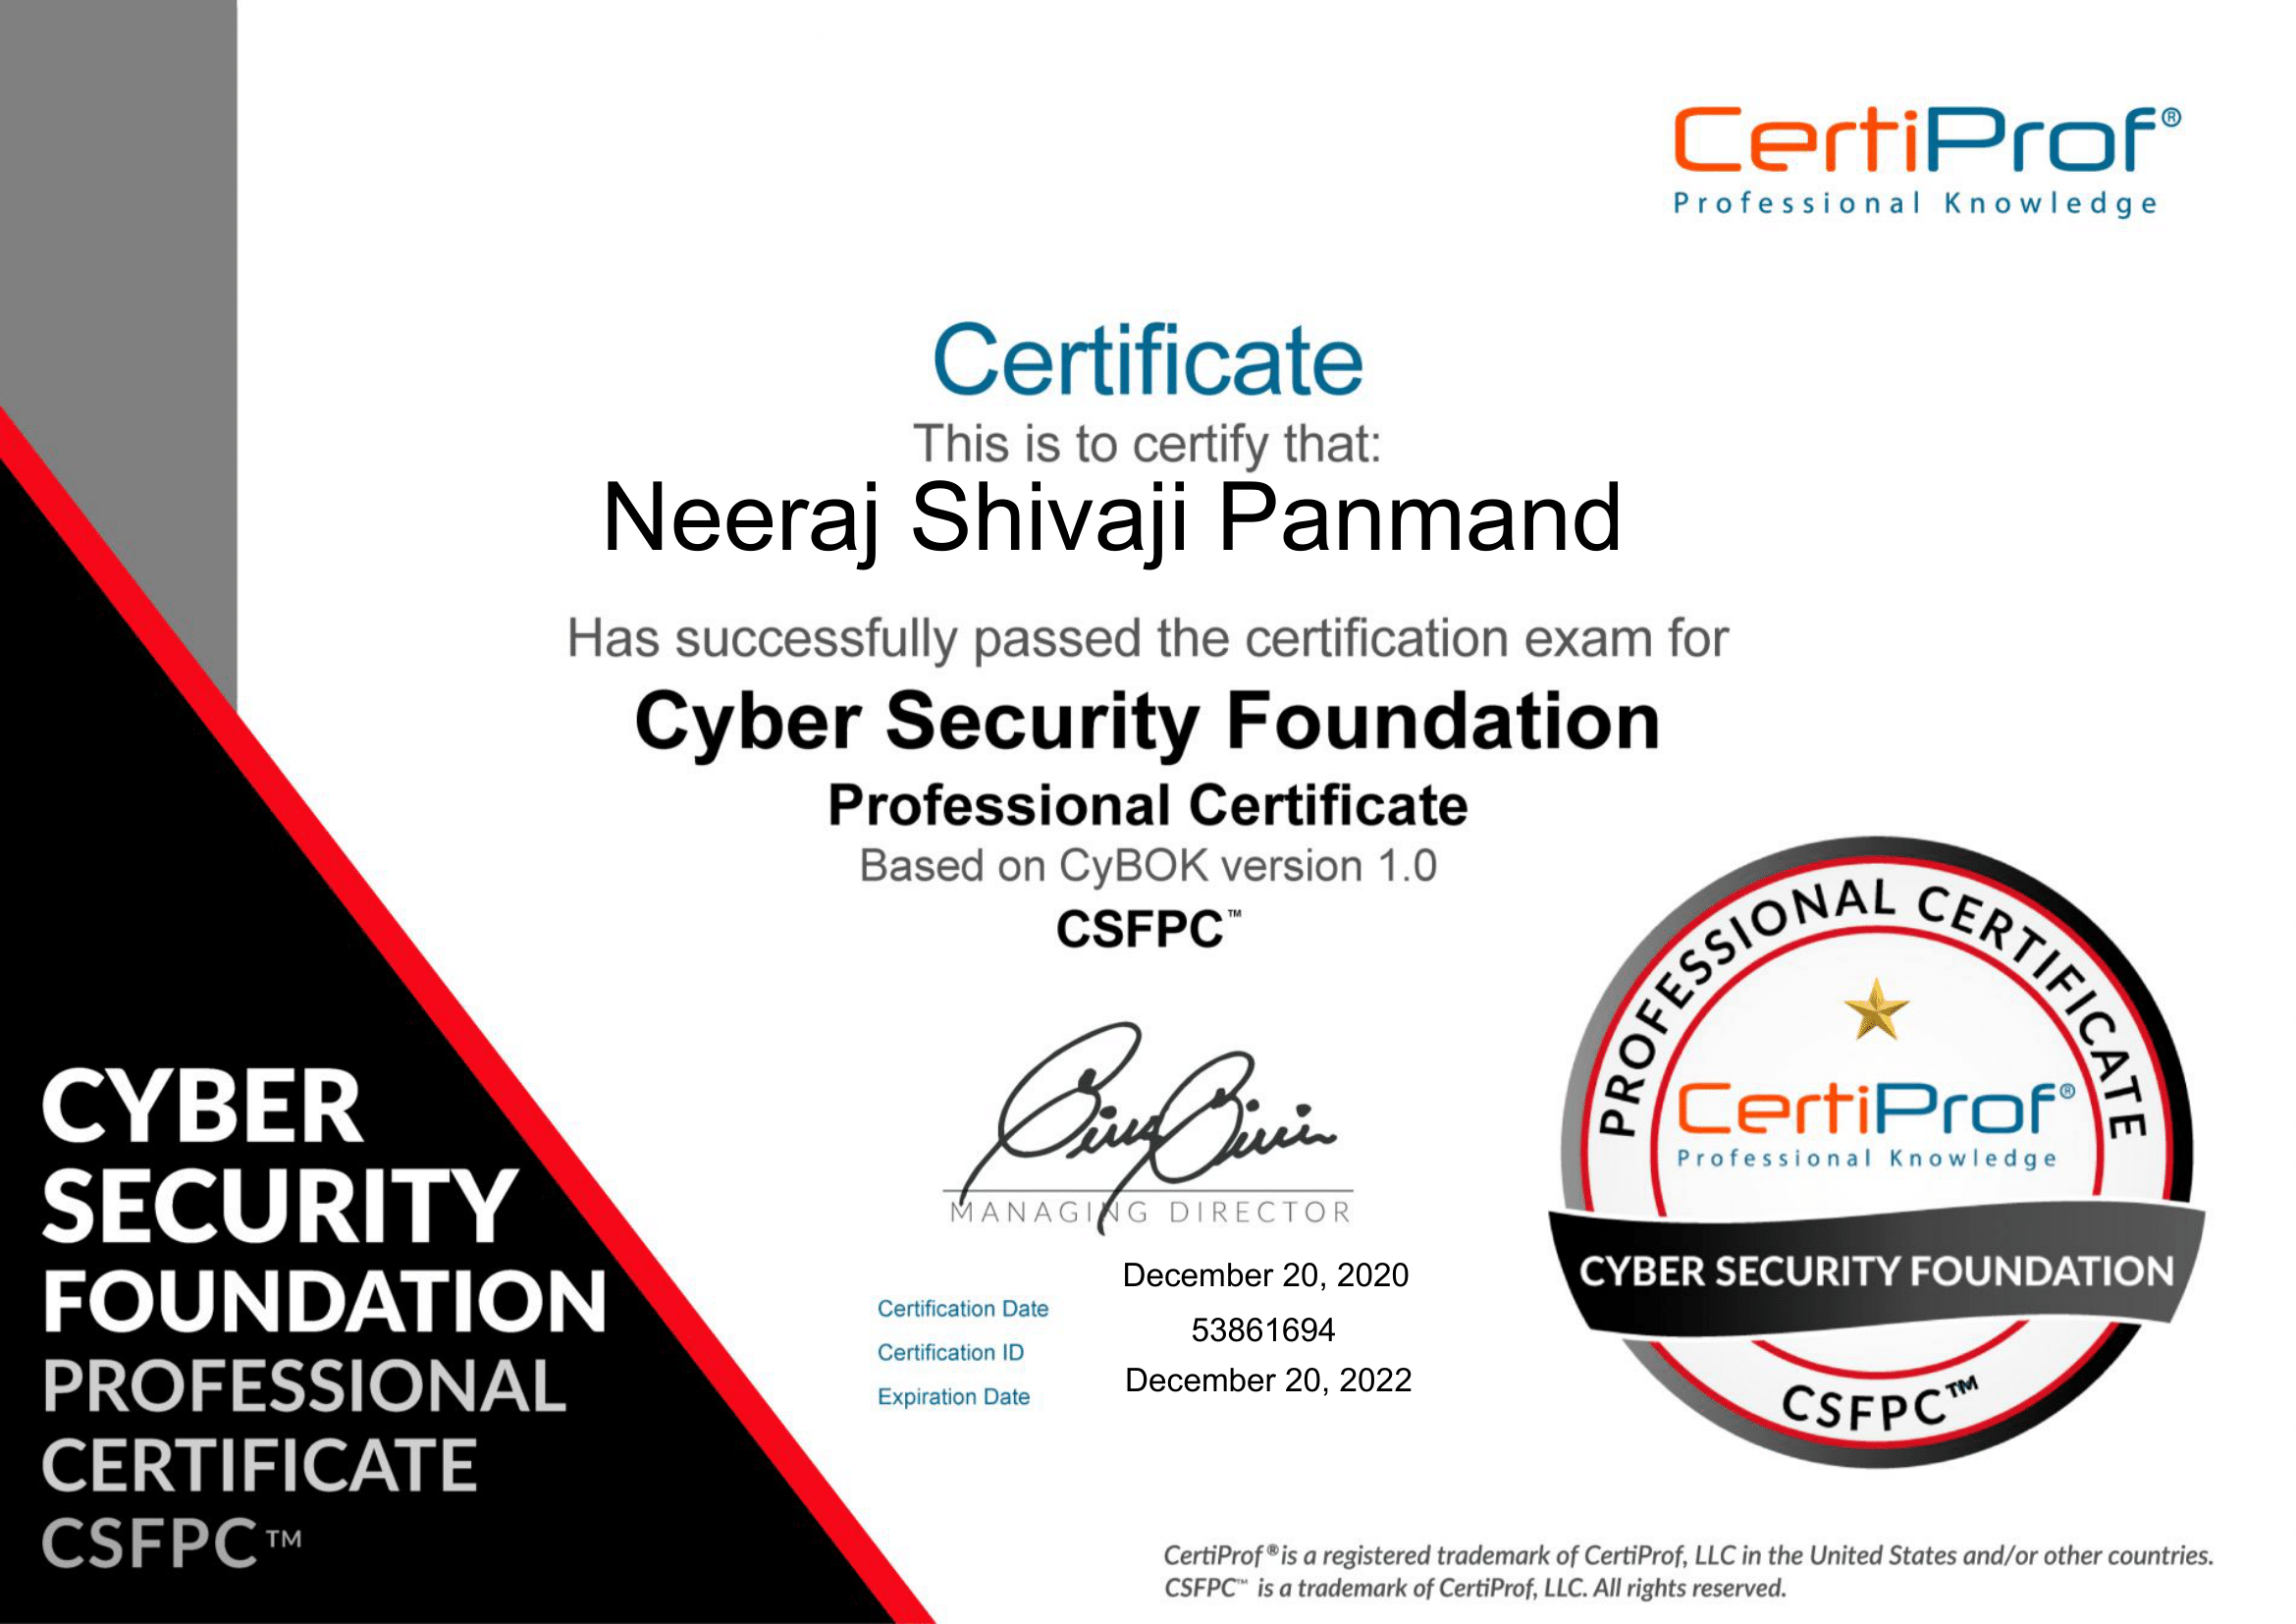 CertiProf®
Professional Knowledge
Certificate
This is to certify that:
Neeraj Shivaji Panmand
Has successfully passed the certification exam for
Cyber Security Foundation
Professional Certificate
Based on CyBOK version 1.0
CSFPC™
MANAGING DIRECTOR
Certification Date December 20, 2020
Certification ID 53861694
Expiration Date December 20, 2022
CYBER
SECURITY
FOUNDATION
PROFESSIONAL
CERTIFICATE
CSFPC™
PROFESSIONAL CERTIFICATE
CertiProf®
Professional Knowledge
CYBER SECURITY FOUNDATION
CSFPC™
CertiProf® is a registered trademark of CertiProf, LLC in the United States and/or other countries.
CSFPC™ is a trademark of CertiProf, LLC. All rights reserved.